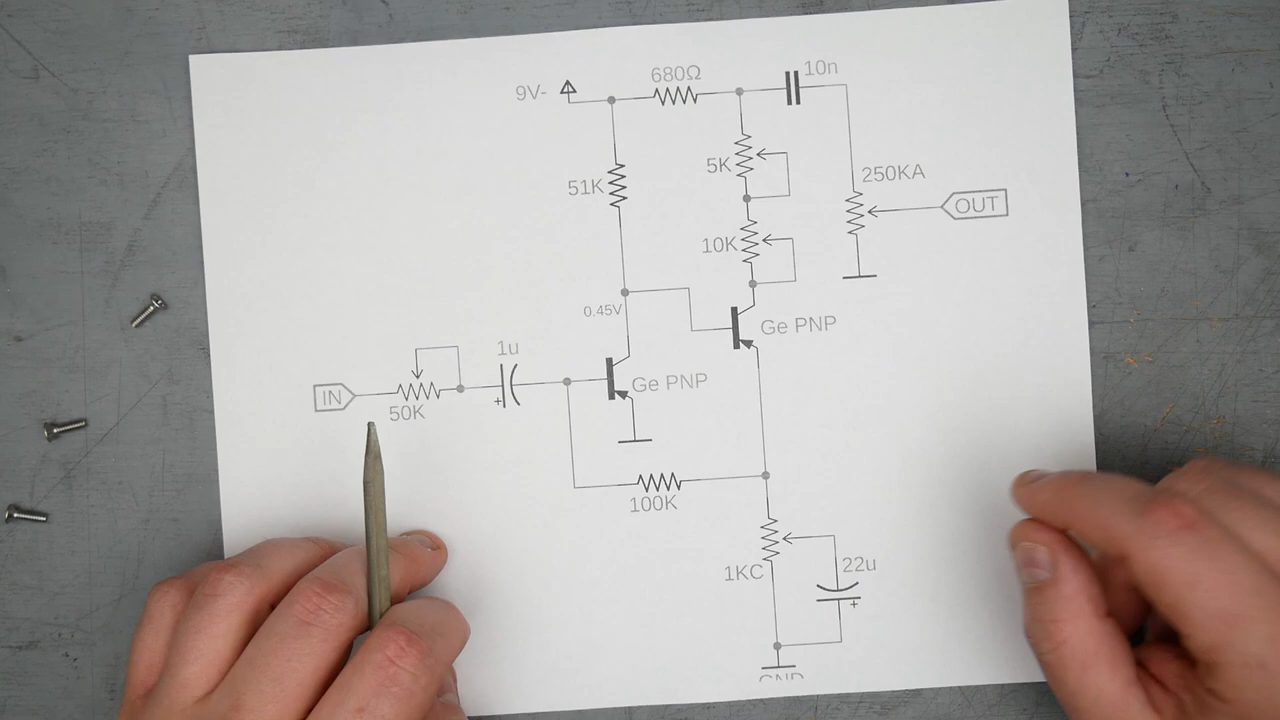 680Ω
10n
9V-
5K
51K
250KA
OUT
10K
0.45V
Ge PNP
1u
Ge PNP
IN
50K
+
100K
1KC
22u
+
GND